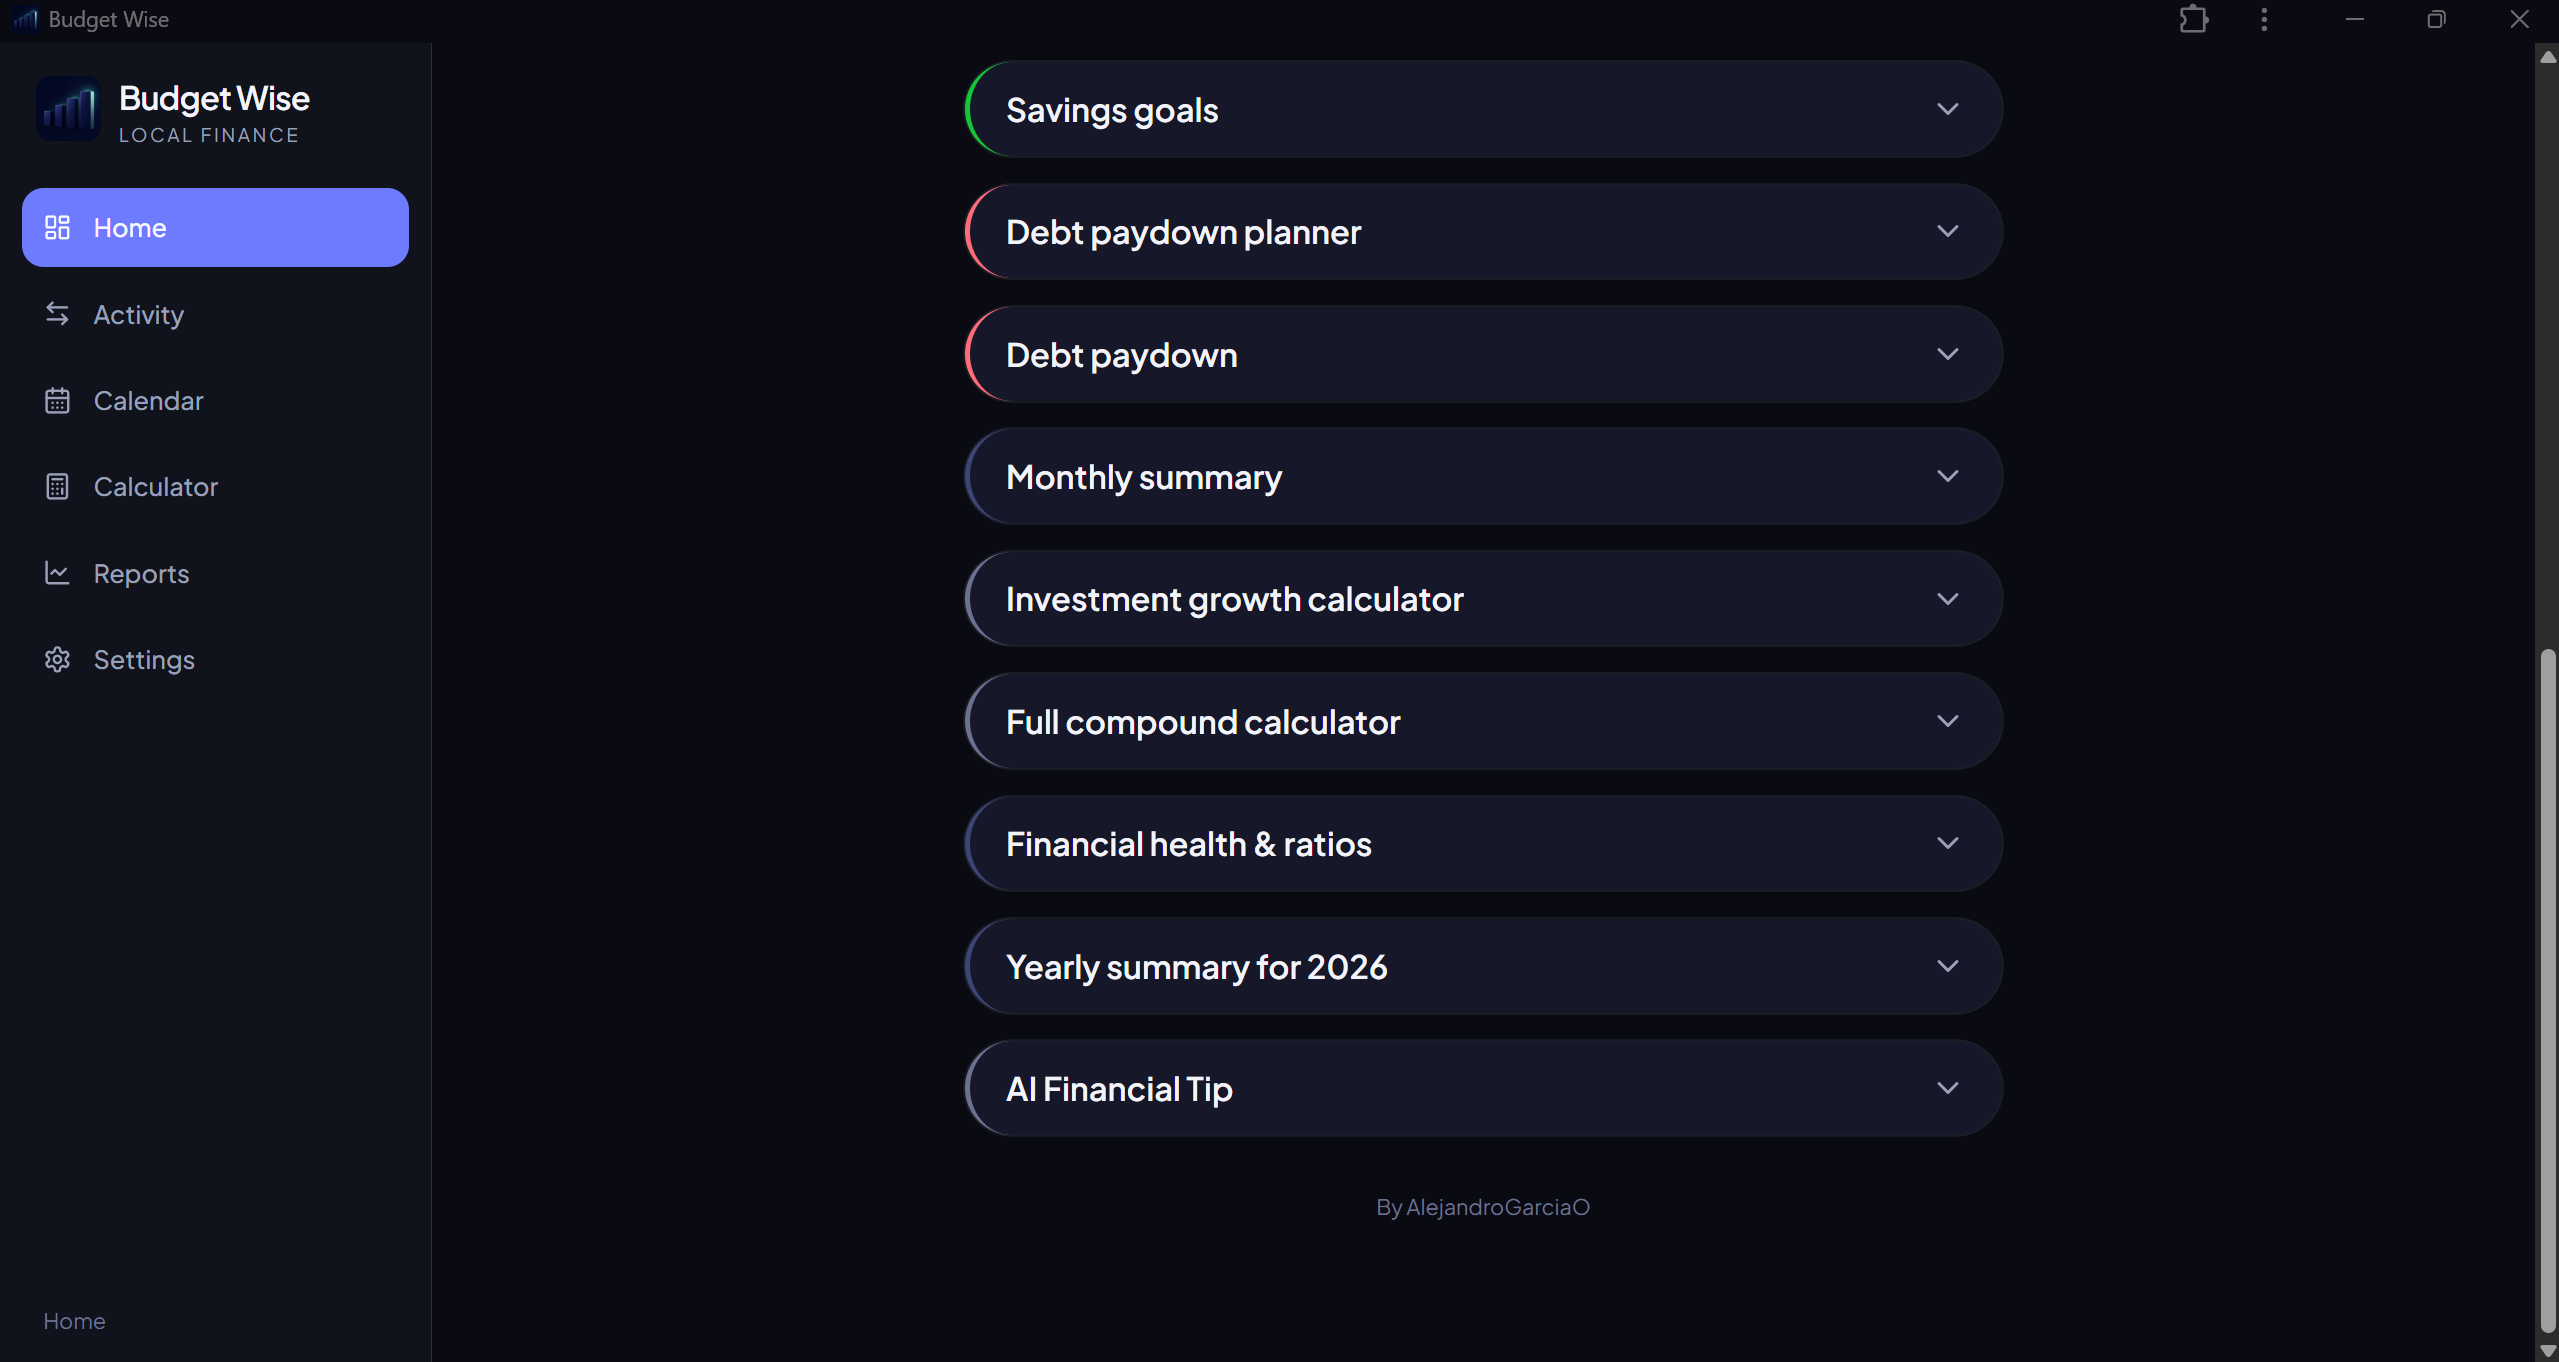 Budget Wise
Budget Wise
LOCAL FINANCE
Home
Activity
Calendar
Calculator
Reports
Settings
Home
Savings goals
Debt paydown planner
Debt paydown
Monthly summary
Investment growth calculator
Full compound calculator
Financial health & ratios
Yearly summary for 2026
AI Financial Tip
By AlejandroGarciaO